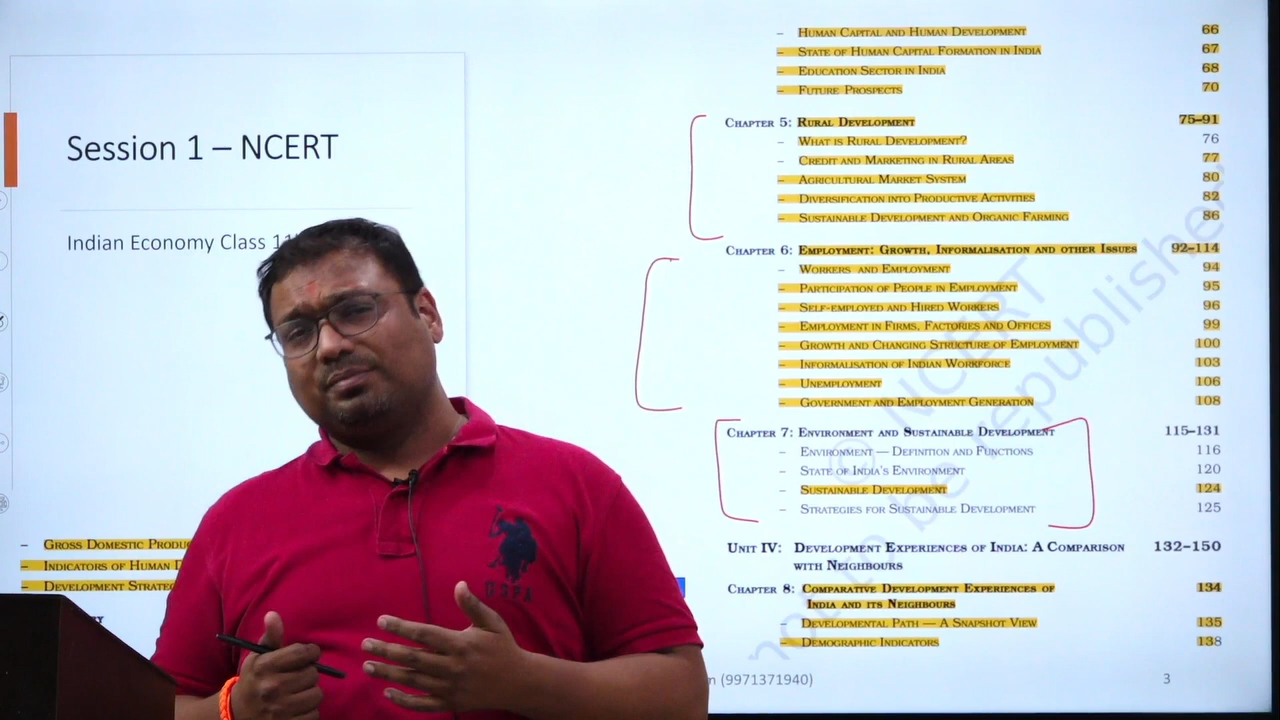 Session 1 – NCERT
Indian Economy Class 11
– GROSS DOMESTIC
– INDICATORS OF HUMAN
– DEVELOPMENT
– HUMAN CAPITAL AND HUMAN DEVELOPMENT 66
– STATE OF HUMAN CAPITAL FORMATION IN INDIA 67
– EDUCATION SECTOR IN INDIA 68
– FUTURE PROSPECTS 70
CHAPTER 5: RURAL DEVELOPMENT 75–91
– WHAT IS RURAL DEVELOPMENT? 76
– CREDIT AND MARKETING IN RURAL AREAS 77
– AGRICULTURAL MARKET SYSTEM 80
– DIVERSIFICATION INTO PRODUCTIVE ACTIVITIES 82
– SUSTAINABLE DEVELOPMENT AND ORGANIC FARMING 86
CHAPTER 6: EMPLOYMENT: GROWTH, INFORMALISATION AND OTHER ISSUES 92–114
– WORKERS AND EMPLOYMENT 94
– PARTICIPATION OF PEOPLE IN EMPLOYMENT 95
– SELF-EMPLOYED AND HIRED WORKERS 96
– EMPLOYMENT IN FIRMS, FACTORIES AND OFFICES 99
– GROWTH AND CHANGING STRUCTURE OF EMPLOYMENT 100
– INFORMALISATION OF INDIAN WORKFORCE 103
– UNEMPLOYMENT 106
– GOVERNMENT AND EMPLOYMENT GENERATION 108
CHAPTER 7: ENVIRONMENT AND SUSTAINABLE DEVELOPMENT 115–131
– ENVIRONMENT — DEFINITION AND FUNCTIONS 116
– STATE OF INDIA'S ENVIRONMENT 120
– SUSTAINABLE DEVELOPMENT 124
– STRATEGIES FOR SUSTAINABLE DEVELOPMENT 125
UNIT IV: DEVELOPMENT EXPERIENCES OF INDIA: A COMPARISON 132–150
WITH NEIGHBOURS
CHAPTER 8: COMPARATIVE DEVELOPMENT EXPERIENCES OF 134
INDIA AND ITS NEIGHBOURS
– DEVELOPMENTAL PATH — A SNAPSHOT VIEW 135
– DEMOGRAPHIC INDICATORS 138
© NCERT
not to be republished
(9971371940)
3
USPA